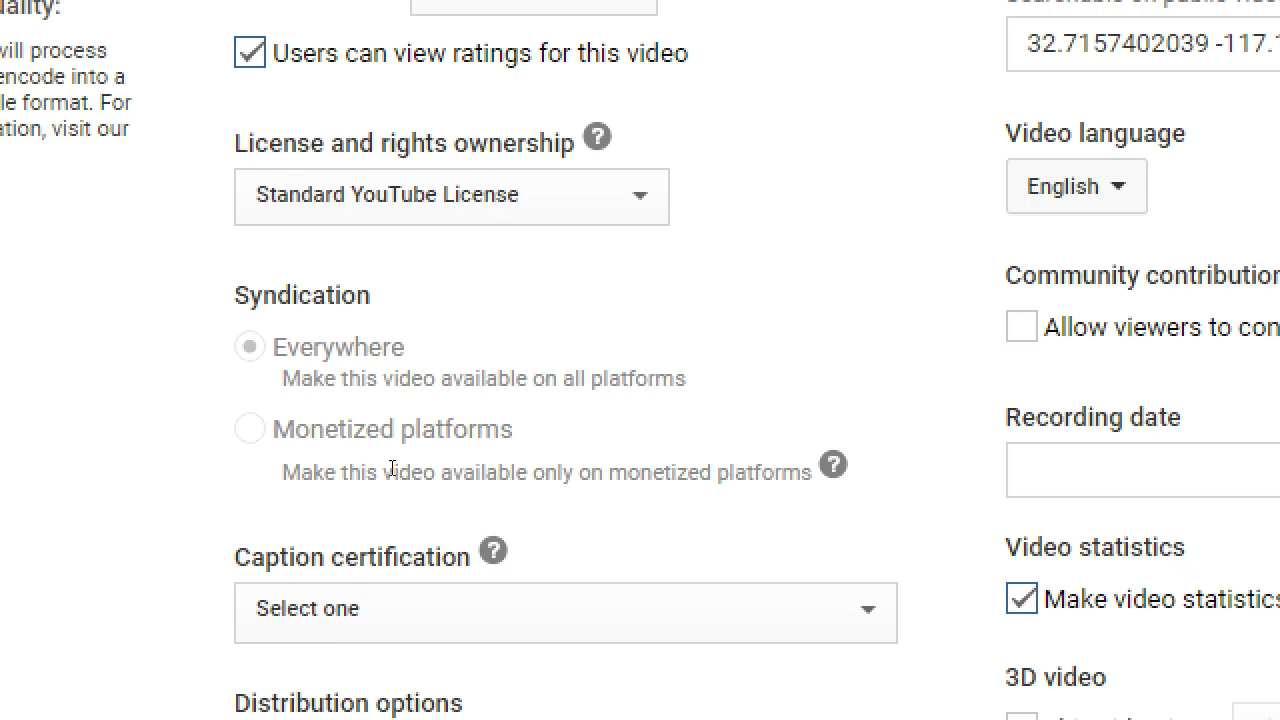 uality:
will process
encode into a
le format. For
ation, visit our
Users can view ratings for this video
License and rights ownership ?
Standard YouTube License
Syndication
Everywhere
Make this video available on all platforms
Monetized platforms
Make this video available only on monetized platforms ?
Caption certification ?
Select one
Distribution options
32.7157402039 -117.1
Video language
English
Community contribution
Allow viewers to con
Recording date
Video statistics
Make video statistics
3D video